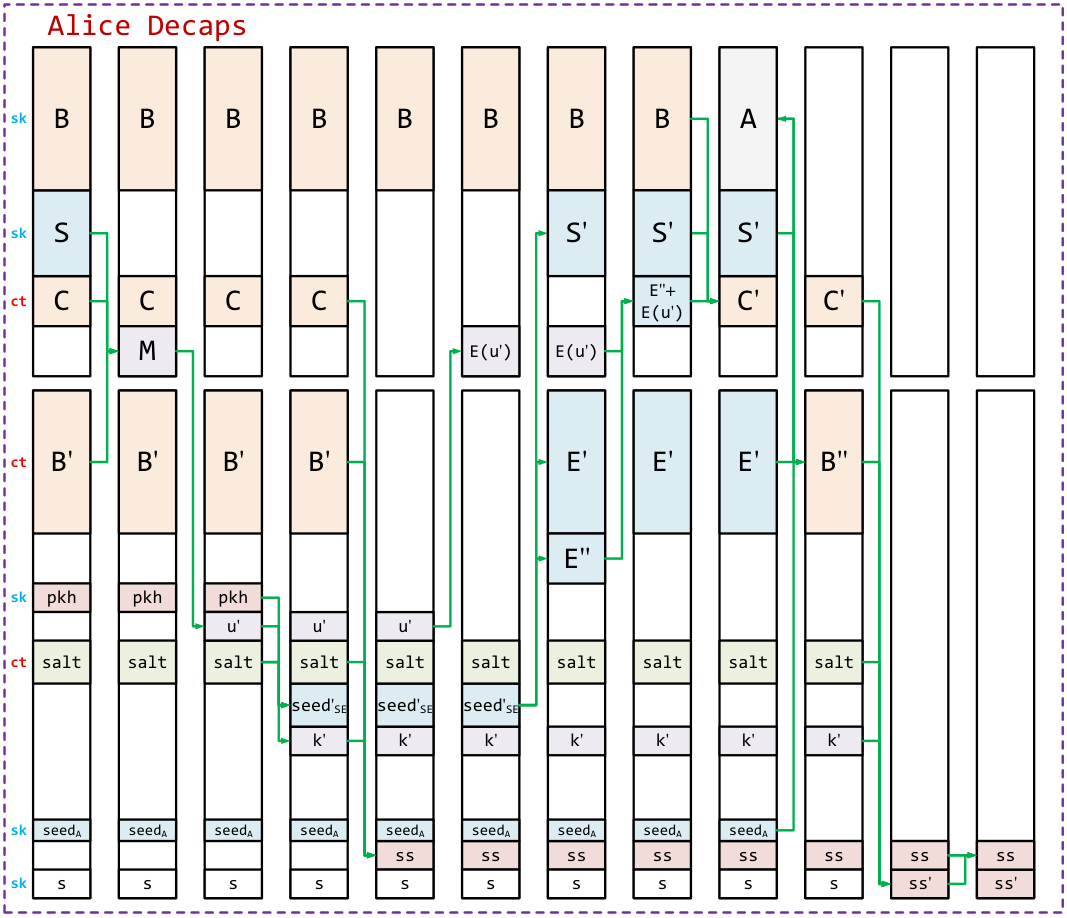 Alice Decaps
sk B B B B B B B B A
sk S S' S' S'
ct C C C C E"+ C' C'
E(u')
M E(u') E(u')
ct B' B' B' B' E' E' E' B"
E"
sk pkh pkh pkh
u' u' u'
ct salt salt salt salt salt salt salt salt salt salt
seed'SE seed'SE seed'SE
k' k' k' k' k' k' k'
sk seedA seedA seedA seedA seedA seedA seedA seedA seedA
ss ss ss ss ss ss ss ss
sk s s s s s s s s s s ss' ss'